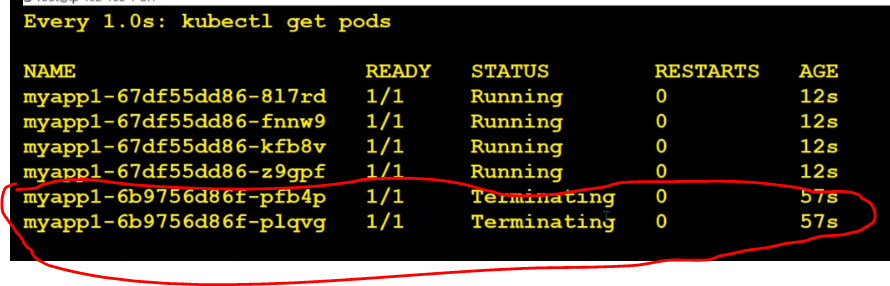 Every 1.0s: kubectl get pods
NAME READY STATUS RESTARTS AGE
myapp1-67df55dd86-8l7rd 1/1 Running 0 12s
myapp1-67df55dd86-fnnw9 1/1 Running 0 12s
myapp1-67df55dd86-kfb8v 1/1 Running 0 12s
myapp1-67df55dd86-z9gpf 1/1 Running 0 12s
myapp1-6b9756d86f-pfb4p 1/1 Terminating 0 57s
myapp1-6b9756d86f-plqvg 1/1 Terminating 0 57s